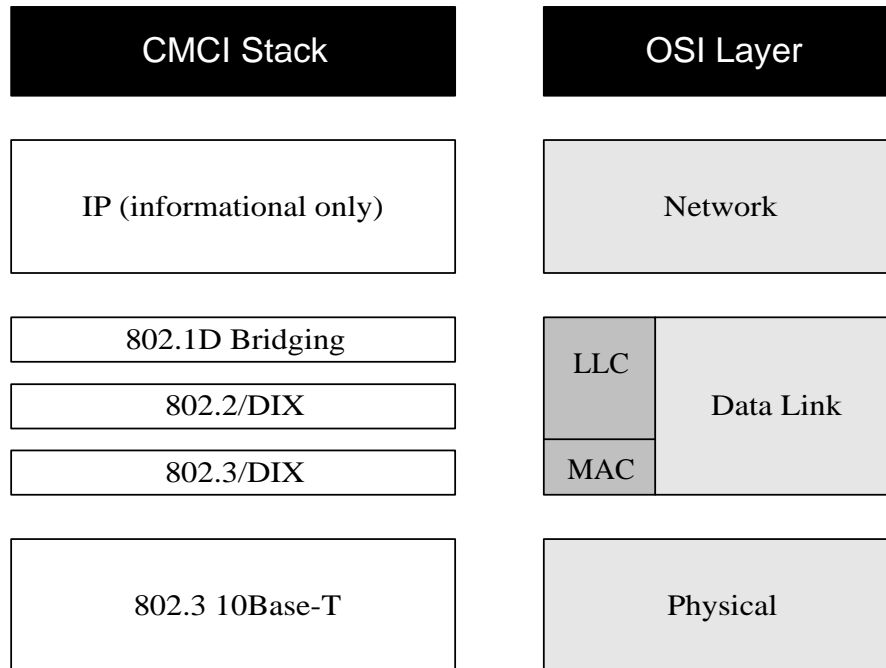 CMCI Stack
OSI Layer
IP (informational only)
Network
802.1D Bridging
802.2/DIX
802.3/DIX
LLC
MAC
Data Link
802.3 10Base-T
Physical